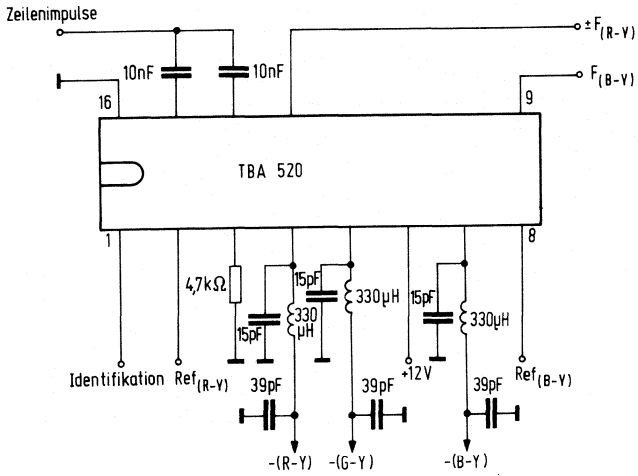 Zeilenimpulse
±F(R-Y)
10nF 10nF
F(B-Y)
16 9
TBA 520
1 8
4,7kΩ
15pF 15pF 330µH 15pF
330 µH
15pF
330µH
Identifikation Ref(R-Y) +12V Ref(B-Y)
39pF 39pF 39pF
-(R-Y) -(G-Y) -(B-Y)